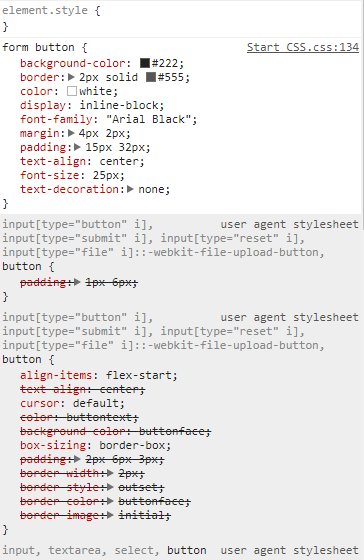 element.style {
}
form button { Start CSS.css:134
background-color: #222;
border: 2px solid #555;
color: white;
display: inline-block;
font-family: "Arial Black";
margin: 4px 2px;
padding: 15px 32px;
text-align: center;
font-size: 25px;
text-decoration: none;
}
input[type="button" i], user agent stylesheet
input[type="submit" i], input[type="reset" i],
input[type="file" i]::-webkit-file-upload-button,
button {
padding: 1px 6px;
}
input[type="button" i], user agent stylesheet
input[type="submit" i], input[type="reset" i],
input[type="file" i]::-webkit-file-upload-button,
button {
align-items: flex-start;
text-align: center;
cursor: default;
color: buttontext;
background-color: buttonface;
box-sizing: border-box;
padding: 2px 6px 3px;
border-width: 2px;
border-style: outset;
border-color: buttonface;
border-image: initial;
}
input, textarea, select, button user agent stylesheet